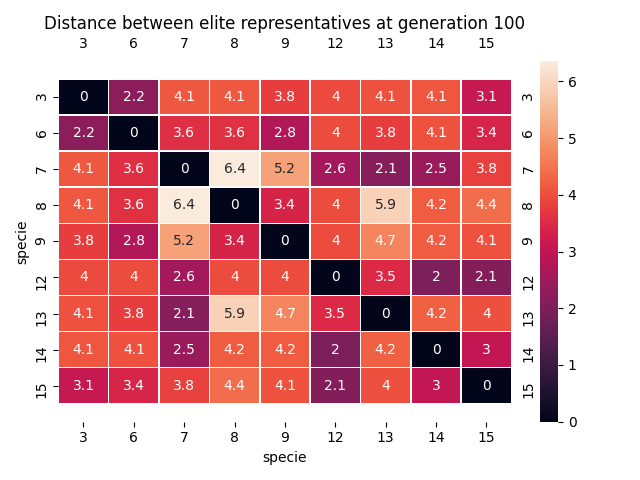 Distance between elite representatives at generation 100
3 6 7 8 9 12 13 14 15
3 0 2.2 4.1 4.1 3.8 4 4.1 4.1 3.1 3
6 2.2 0 3.6 3.6 2.8 4 3.8 4.1 3.4 6
7 4.1 3.6 0 6.4 5.2 2.6 2.1 2.5 3.8 7
8 4.1 3.6 6.4 0 3.4 4 5.9 4.2 4.4 8
9 3.8 2.8 5.2 3.4 0 4 4.7 4.2 4.1 9
12 4 4 2.6 4 4 0 3.5 2 2.1 12
13 4.1 3.8 2.1 5.9 4.7 3.5 0 4.2 4 13
14 4.1 4.1 2.5 4.2 4.2 2 4.2 0 3 14
15 3.1 3.4 3.8 4.4 4.1 2.1 4 3 0 15
3 6 7 8 9 12 13 14 15
specie
specie
6
5
4
3
2
1
0